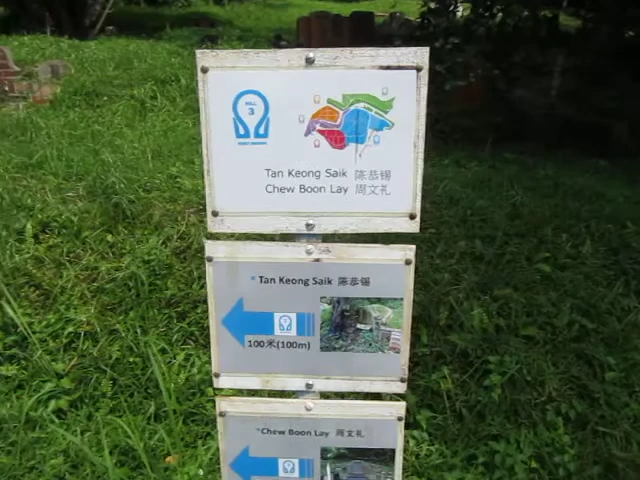 HILL
3
Tan Keong Saik 陈恭锡
Chew Boon Lay 周文礼
*Tan Keong Saik 陈恭锡
100米(100m)
*Chew Boon Lay 周文礼